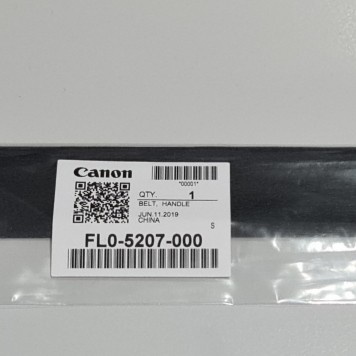 Canon
"00001"
QTY. 1
BELT, HANDLE
JUN.11.2019
CHINA
S
FL0-5207-000